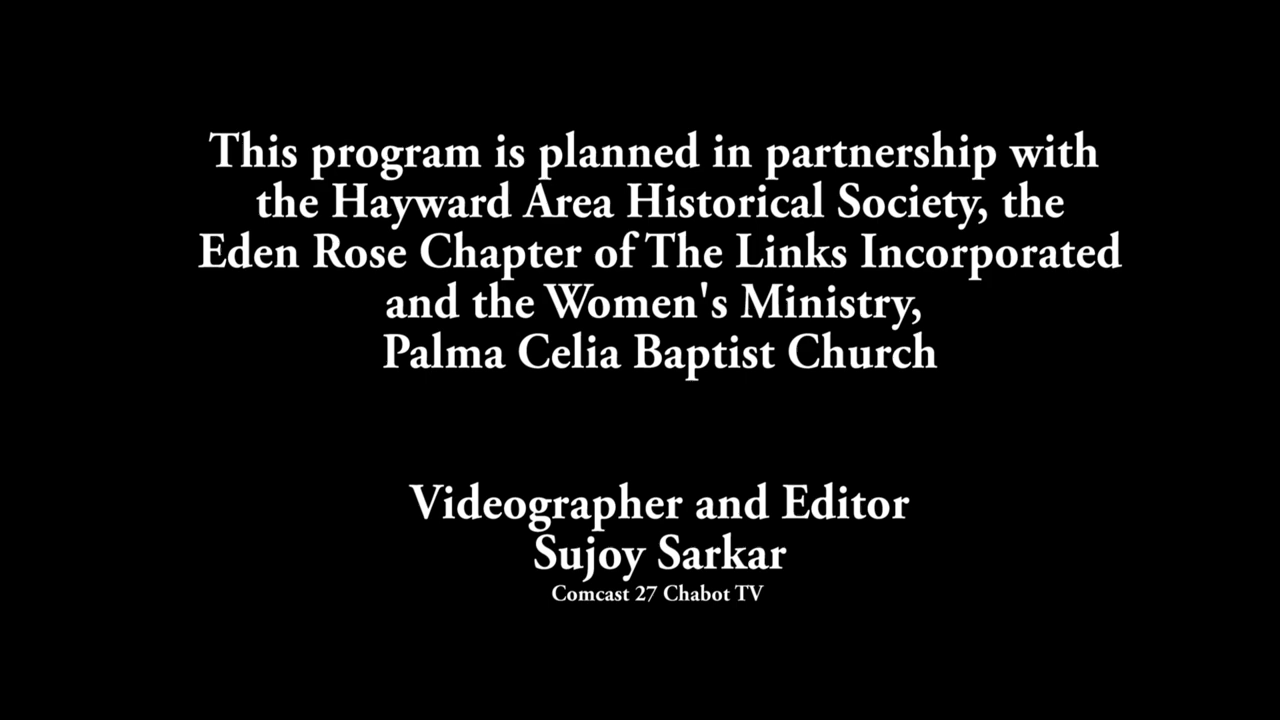 This program is planned in partnership with
the Hayward Area Historical Society, the
Eden Rose Chapter of The Links Incorporated
and the Women's Ministry,
Palma Celia Baptist Church
Videographer and Editor
Sujoy Sarkar
Comcast 27 Chabot TV